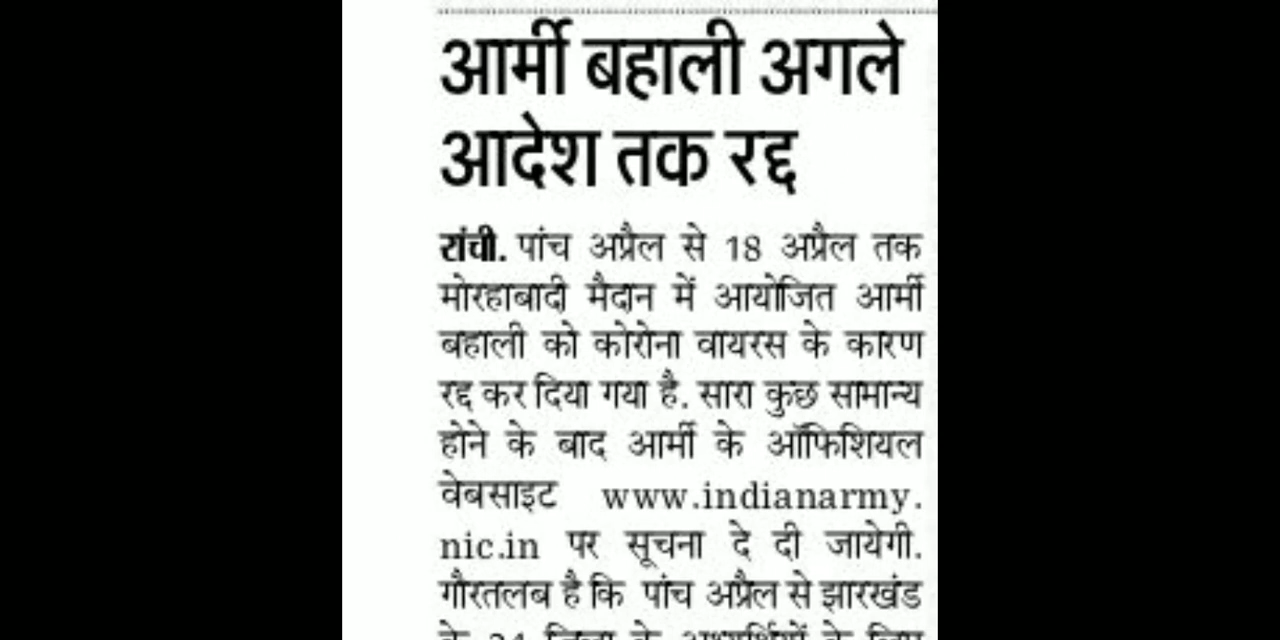 आर्मी बहाली अगले
आदेश तक रद्द
रांची. पांच अप्रैल से 18 अप्रैल तक
मोरहाबादी मैदान में आयोजित आर्मी
बहाली को कोरोना वायरस के कारण
रद्द कर दिया गया है. सारा कुछ सामान्य
होने के बाद आर्मी के ऑफिशियल
वेबसाइट www.indianarmy.
nic.in पर सूचना दे दी जायेगी.
गौरतलब है कि पांच अप्रैल से झारखंड